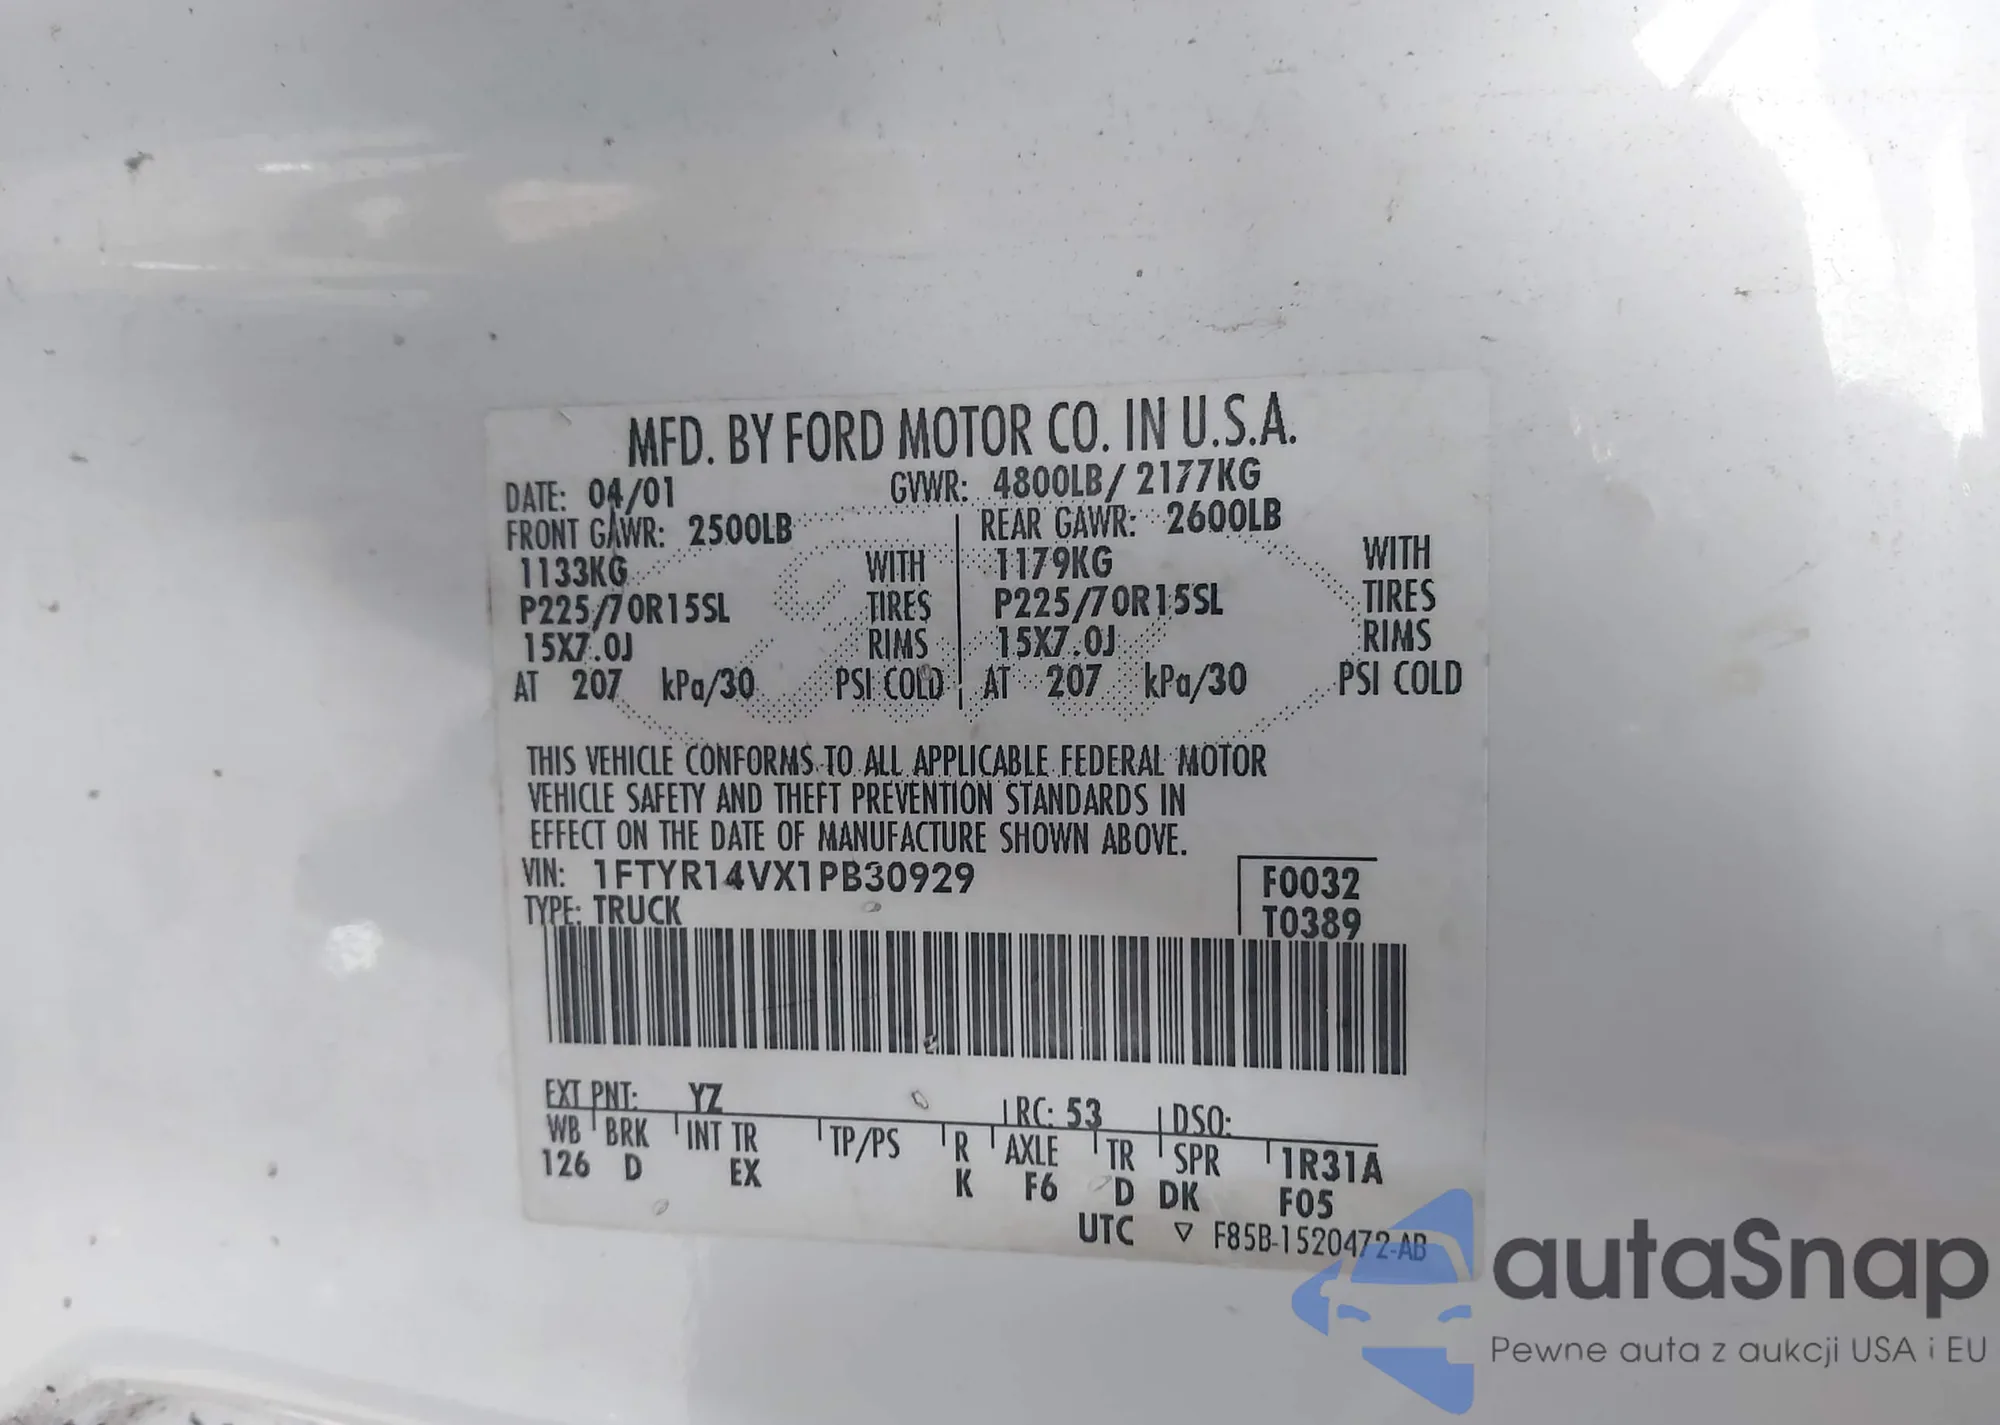 MFD. BY FORD MOTOR CO. IN U.S.A.
DATE: 04/01 GVWR: 4800LB/ 2177KG
FRONT GAWR: 2500LB REAR GAWR: 2600LB
1133KG WITH 1179KG WITH
P225/70R15SL TIRES P225/70R15SL TIRES
15X7.0J RIMS 15X7.0J RIMS
AT 207 kPa/30 PSI COLD AT 207 kPa/30 PSI COLD
THIS VEHICLE CONFORMS TO ALL APPLICABLE FEDERAL MOTOR
VEHICLE SAFETY AND THEFT PREVENTION STANDARDS IN
EFFECT ON THE DATE OF MANUFACTURE SHOWN ABOVE.
VIN: 1FTYR14VX1PB30929 F0032
TYPE: TRUCK T0389
EXT PNT: YZ RC: 53 DSO:
WB BRK INT TR TP/PS R AXLE TR SPR 1R31A
126 D EX K F6 D DK F05
UTC ▽ F85B-1520472-AB
autaSnap
Pewne auta z aukcji USA i EU